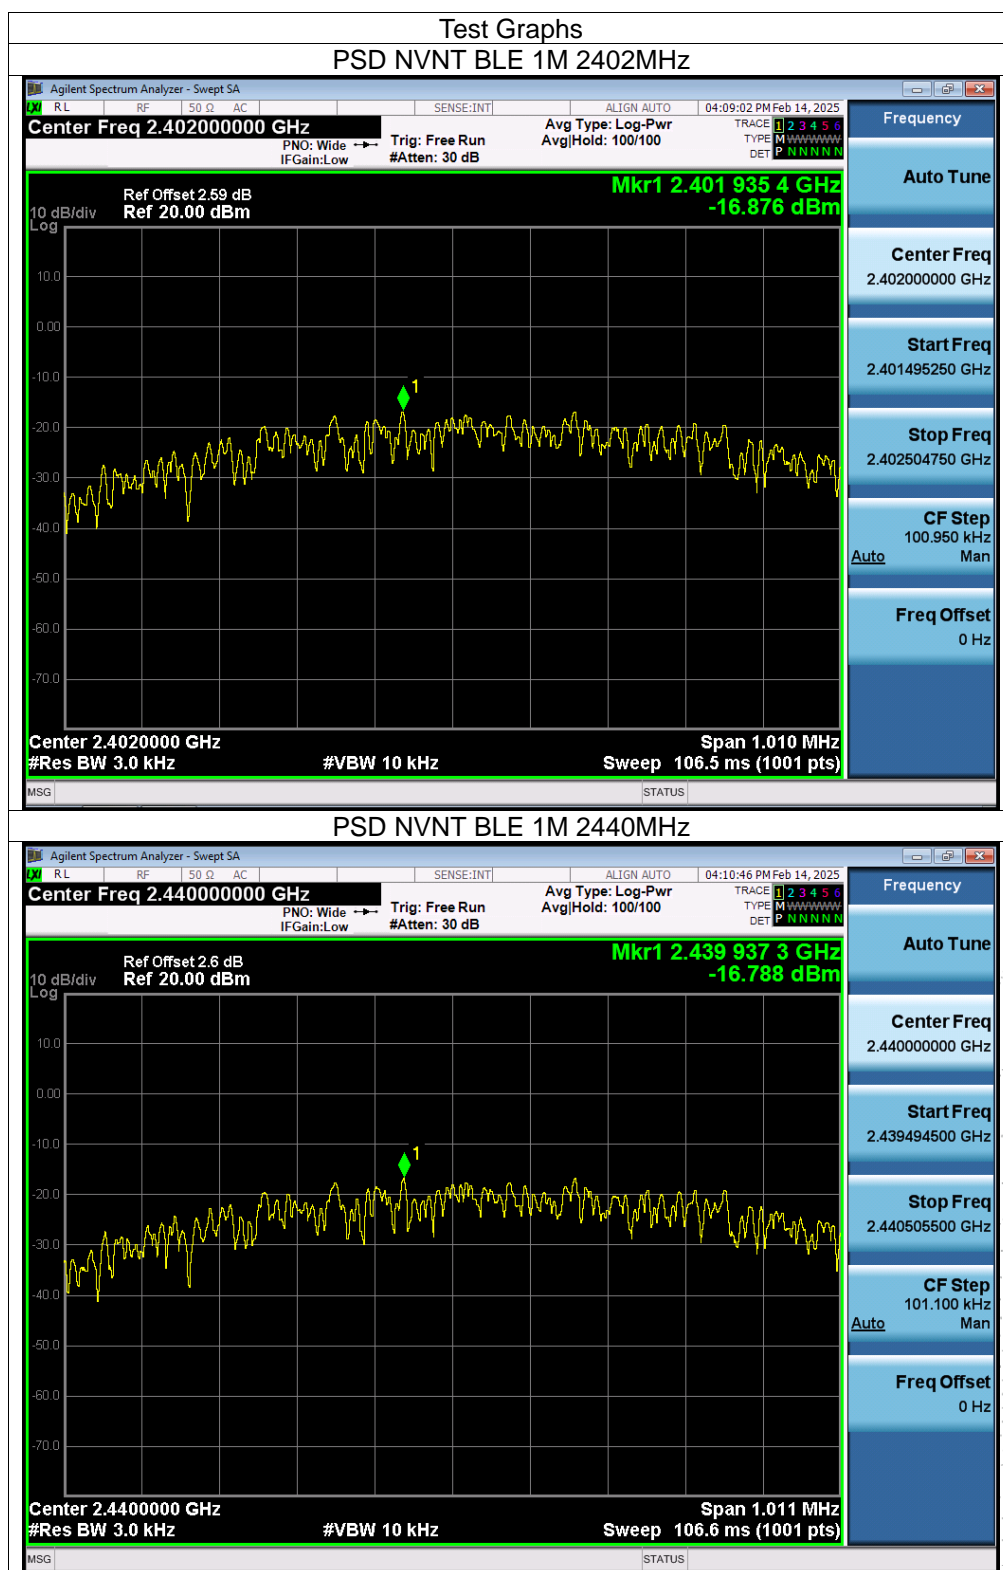 Test Graphs
PSD NVNT BLE 1M 2402MHz
Agilent Spectrum Analyzer - Swept SA
LXI RL RF 50 Ω AC SENSE:INT ALIGN AUTO 04:09:02 PM Feb 14, 2025
Center Freq 2.402000000 GHz
PNO: Wide
IFGain:Low
Trig: Free Run
#Atten: 30 dB
Avg Type: Log-Pwr
Avg|Hold: 100/100
TRACE 1 2 3 4 5 6
TYPE M WWWWW
DET P N N N N N
Frequency
Auto Tune
Center Freq
2.402000000 GHz
Start Freq
2.401495250 GHz
Stop Freq
2.402504750 GHz
CF Step
100.950 kHz
Auto Man
Freq Offset
0 Hz
Mkr1 2.401 935 4 GHz
-16.876 dBm
Ref Offset 2.59 dB
10 dB/div Ref 20.00 dBm
Log
10.0
0.00
-10.0
1
-20.0
-30.0
-40.0
-50.0
-60.0
-70.0
Center 2.4020000 GHz Span 1.010 MHz
#Res BW 3.0 kHz #VBW 10 kHz Sweep 106.5 ms (1001 pts)
MSG STATUS
PSD NVNT BLE 1M 2440MHz
Agilent Spectrum Analyzer - Swept SA
LXI RL RF 50 Ω AC SENSE:INT ALIGN AUTO 04:10:46 PM Feb 14, 2025
Center Freq 2.440000000 GHz
PNO: Wide
IFGain:Low
Trig: Free Run
#Atten: 30 dB
Avg Type: Log-Pwr
Avg|Hold: 100/100
TRACE 1 2 3 4 5 6
TYPE M WWWWW
DET P N N N N N
Frequency
Auto Tune
Center Freq
2.440000000 GHz
Start Freq
2.439494500 GHz
Stop Freq
2.440505500 GHz
CF Step
101.100 kHz
Auto Man
Freq Offset
0 Hz
Mkr1 2.439 937 3 GHz
-16.788 dBm
Ref Offset 2.6 dB
10 dB/div Ref 20.00 dBm
Log
10.0
0.00
-10.0
1
-20.0
-30.0
-40.0
-50.0
-60.0
-70.0
Center 2.4400000 GHz Span 1.011 MHz
#Res BW 3.0 kHz #VBW 10 kHz Sweep 106.6 ms (1001 pts)
MSG STATUS